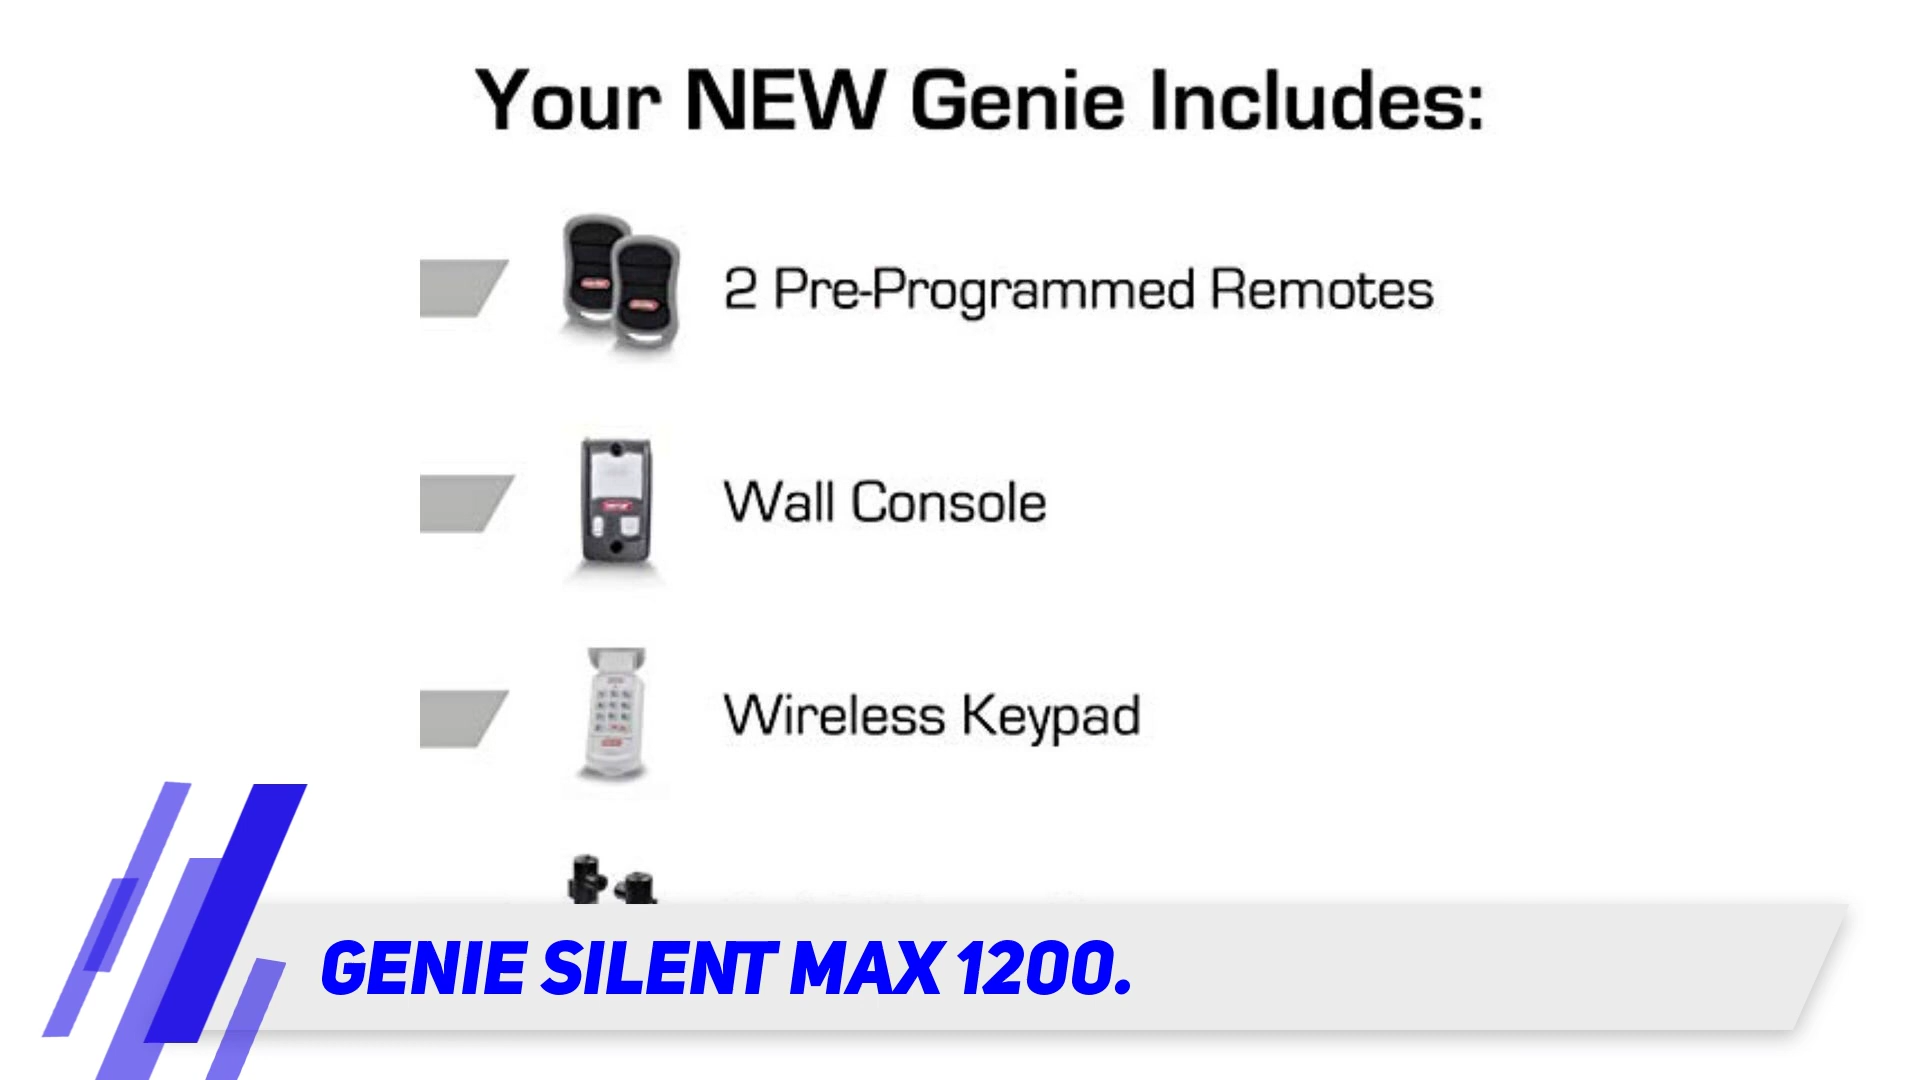 Your NEW Genie Includes:
2 Pre-Programmed Remotes
Wall Console
Wireless Keypad
GENIE SILENT MAX 1200.